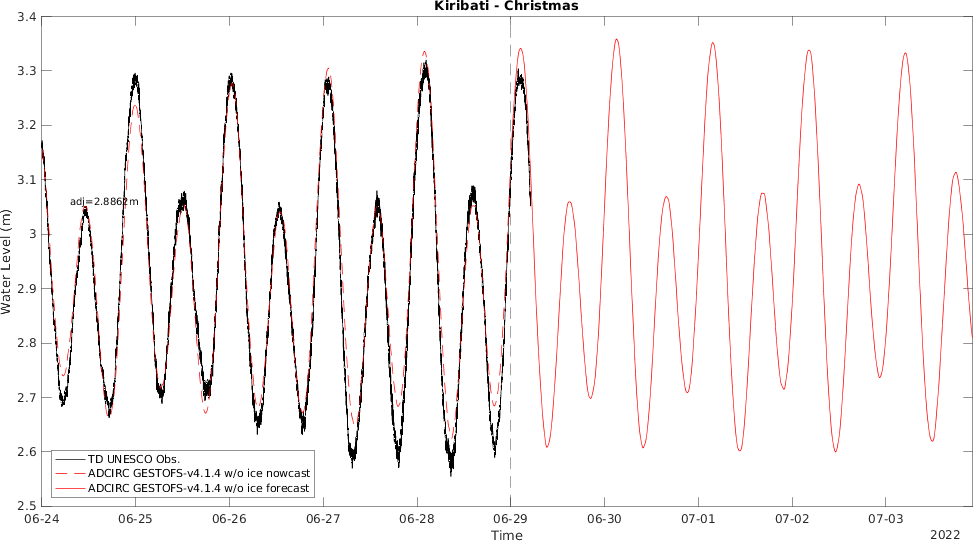 Kiribati - Christmas
3.4
3.3
3.2
3.1
3
2.9
2.8
2.7
2.6
2.5
Water Level (m)
adj=2.8862m
TD UNESCO Obs.
ADCIRC GESTOFS-v4.1.4 w/o ice nowcast
ADCIRC GESTOFS-v4.1.4 w/o ice forecast
06-24 06-25 06-26 06-27 06-28 06-29 06-30 07-01 07-02 07-03
Time
2022